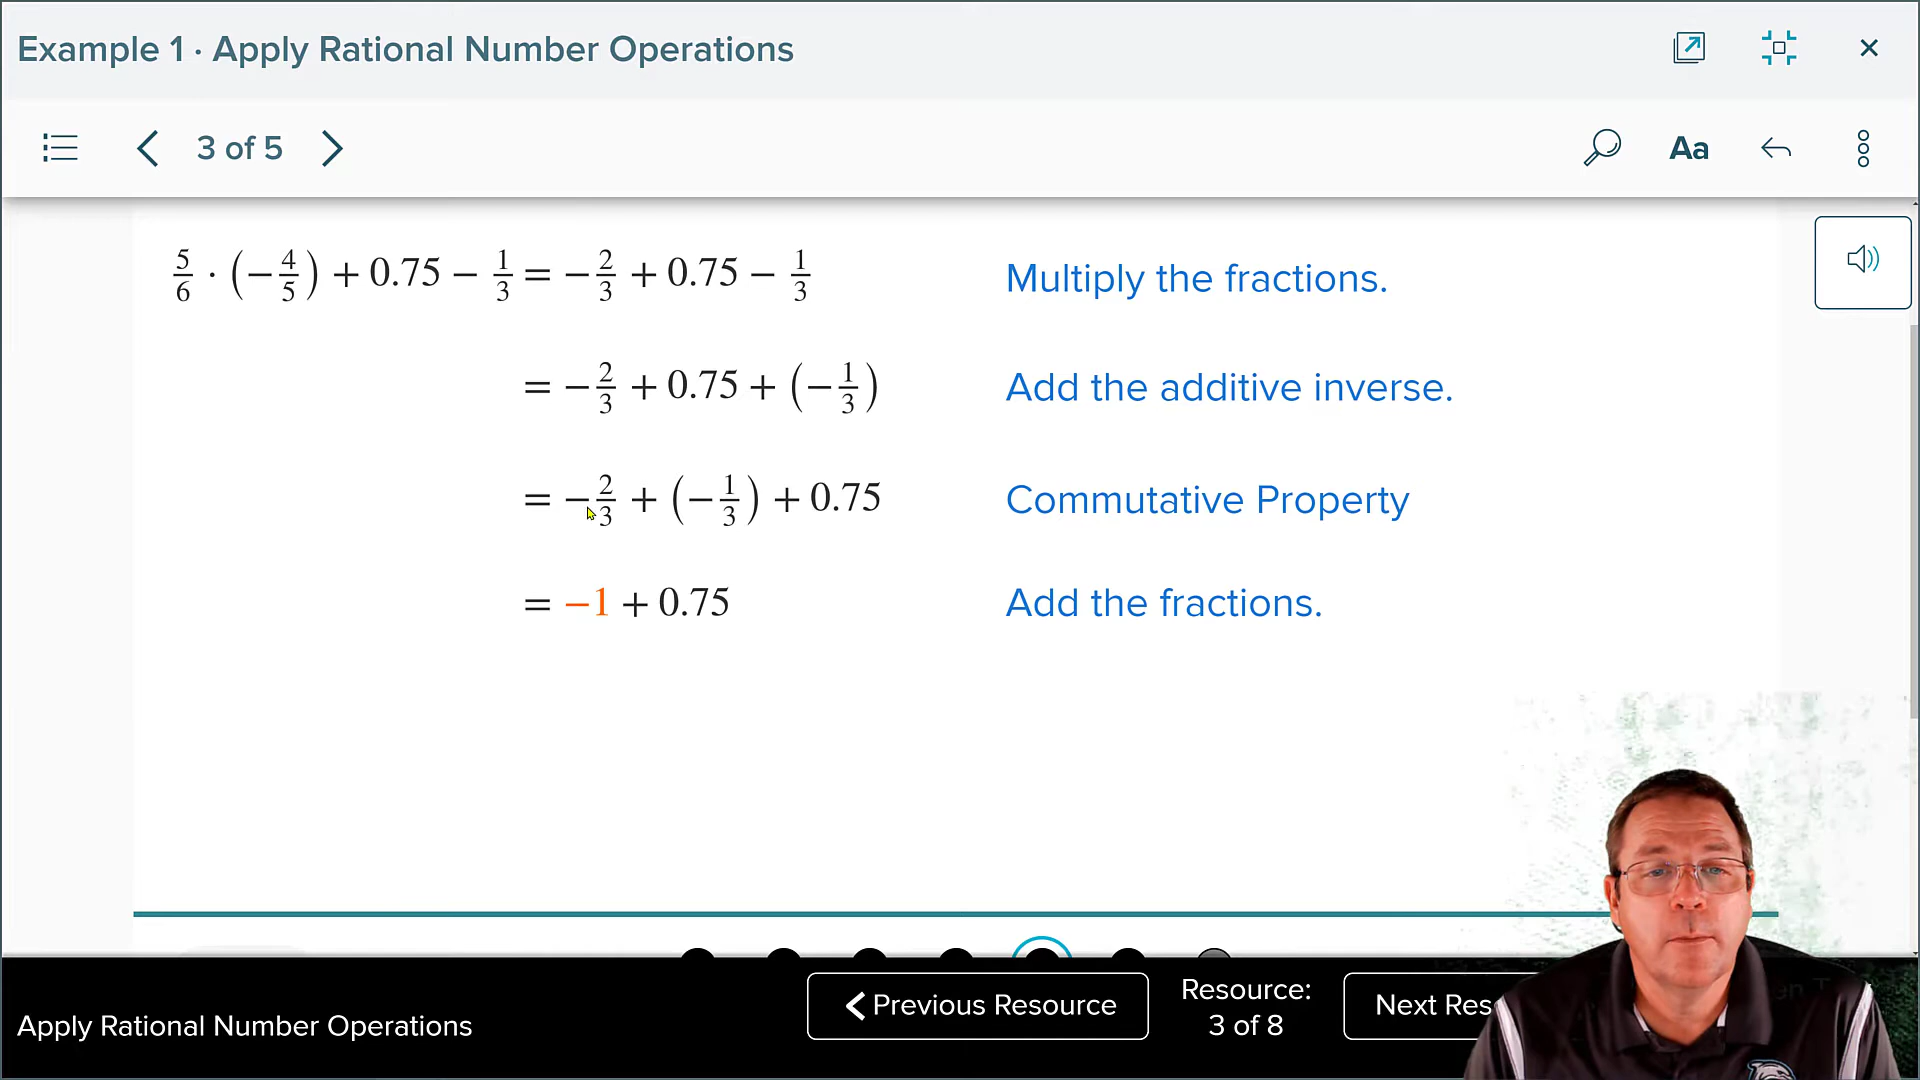 Example 1 · Apply Rational Number Operations
3 of 5
Aa
5/6 · (−4/5) + 0.75 − 1/3 = −2/3 + 0.75 − 1/3 Multiply the fractions.
= −2/3 + 0.75 + (−1/3) Add the additive inverse.
= −2/3 + (−1/3) + 0.75 Commutative Property
= −1 + 0.75 Add the fractions.
Apply Rational Number Operations
Previous Resource
Resource:
3 of 8
Next Res